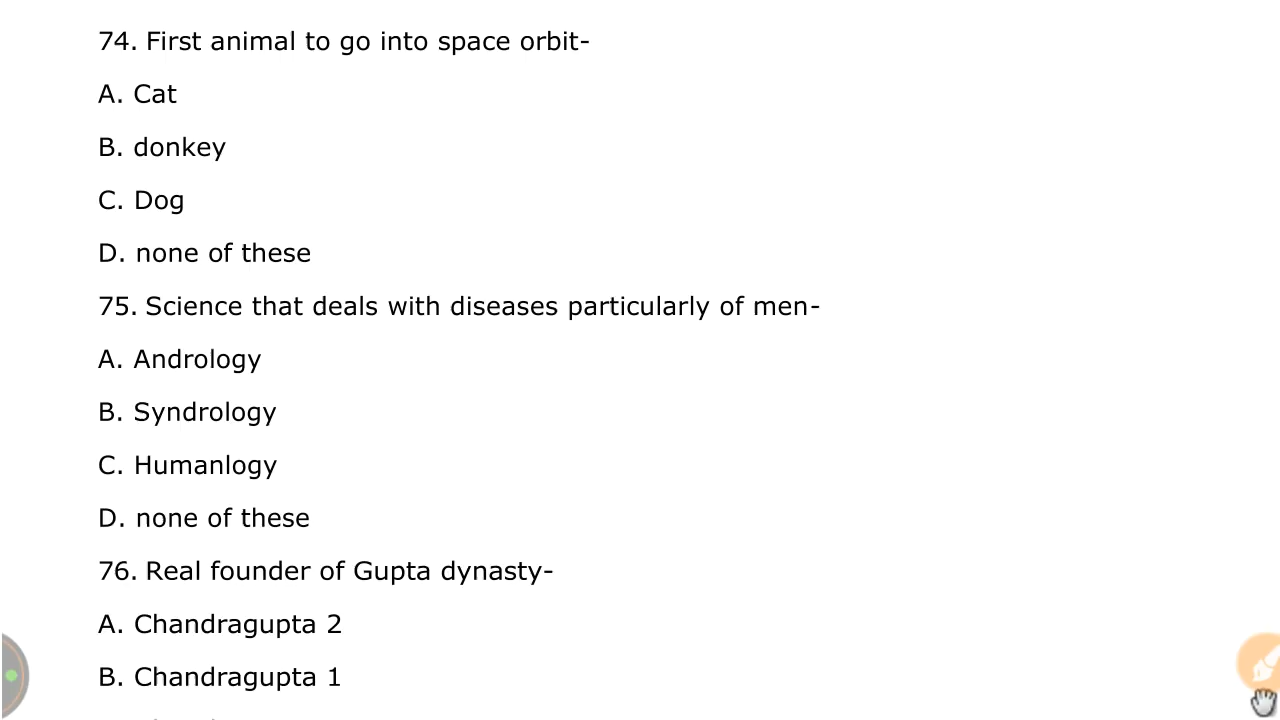 74. First animal to go into space orbit-
A. Cat
B. donkey
C. Dog
D. none of these
75. Science that deals with diseases particularly of men-
A. Andrology
B. Syndrology
C. Humanlogy
D. none of these
76. Real founder of Gupta dynasty-
A. Chandragupta 2
B. Chandragupta 1